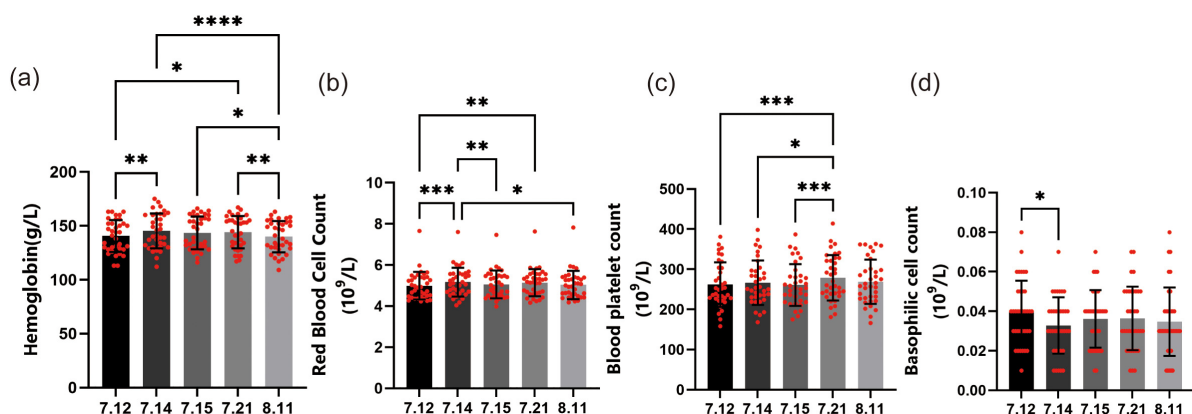 (a)
****
*
*
**
**
Hemoglobin(g/L)
200
150
100
50
0
7.12 7.14 7.15 7.21 8.11
(b)
**
**
***
*
Red Blood Cell Count
(10⁹/L)
10
8
6
4
2
0
7.12 7.14 7.15 7.21 8.11
(c)
***
*
***
Blood platelet count
(10⁹/L)
500
400
300
200
100
0
7.12 7.14 7.15 7.21 8.11
(d)
*
Basophilic cell count
(10⁹/L)
0.10
0.08
0.06
0.04
0.02
0.00
7.12 7.14 7.15 7.21 8.11